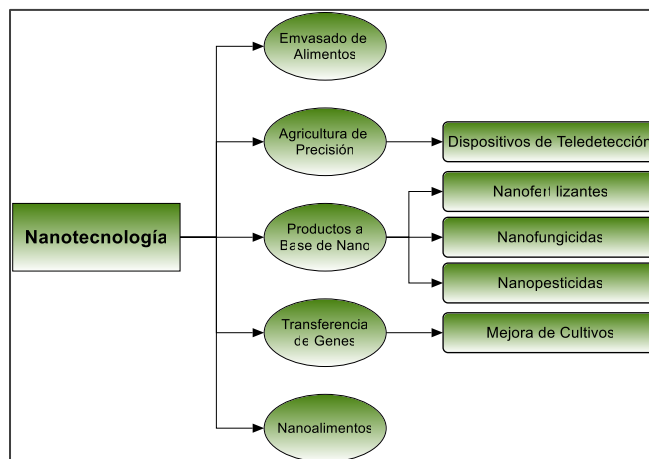 Emvasado de
Alimentos
Agricultura de
Precisión
Dispositivos de Teledetección
Nanofertilizantes
Nanotecnología
Productos a
Base de Nano
Nanofungicidas
Nanopesticidas
Transferencia
de Genes
Mejora de Cultivos
Nanoalimentos